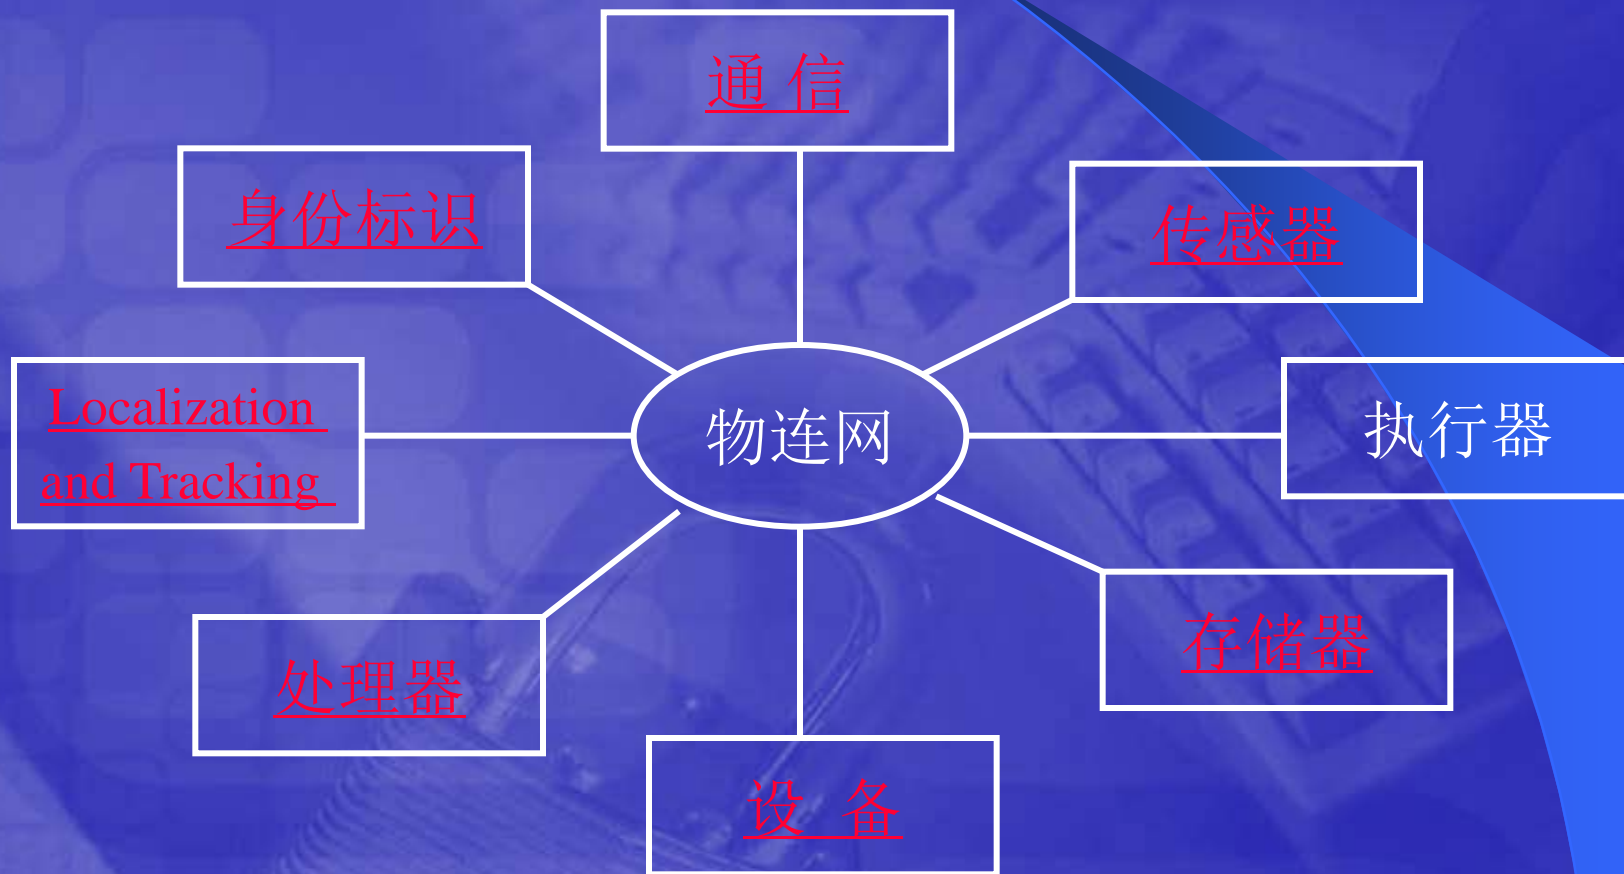 通 信
身份标识
传感器
Localization
and Tracking
物连网
执行器
处理器
存储器
设 备